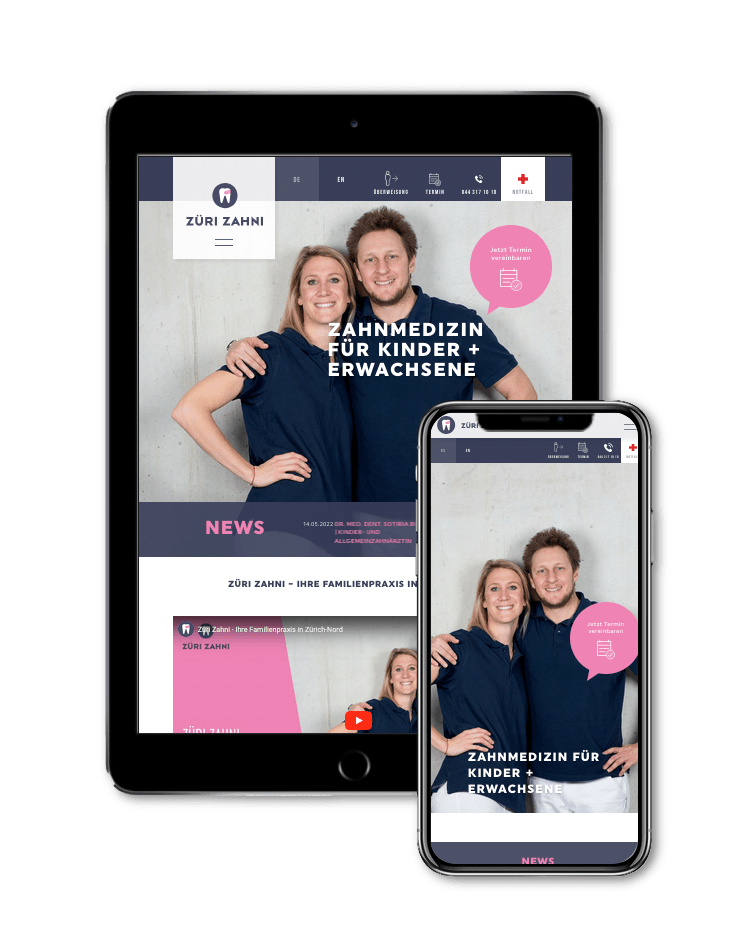 DE
EN
ÜBERWEISUNG
TERMIN
044 317 10 10
NOTFALL
ZÜRI ZAHNI
Jetzt Termin
vereinbaren
ZAHNMEDIZIN
FÜR KINDER +
ERWACHSENE
NEWS
14.05.2022 DR. MED. DENT. SOTIRIA
| KINDER- UND
ALLGEMEINZAHNÄRZTIN
ZÜRI ZAHNI – IHRE FAMILIENPRAXIS IN
Züri Zahni - Ihre Familienpraxis in Zürich-Nord
ZÜRI ZAHNI
ZÜRI ZAHNI
ZÜRI
DE
EN
ÜBERWEISUNG
TERMIN
044 317 10 10
Jetzt Termin
vereinbaren
ZAHNMEDIZIN FÜR
KINDER +
ERWACHSENE
NEWS